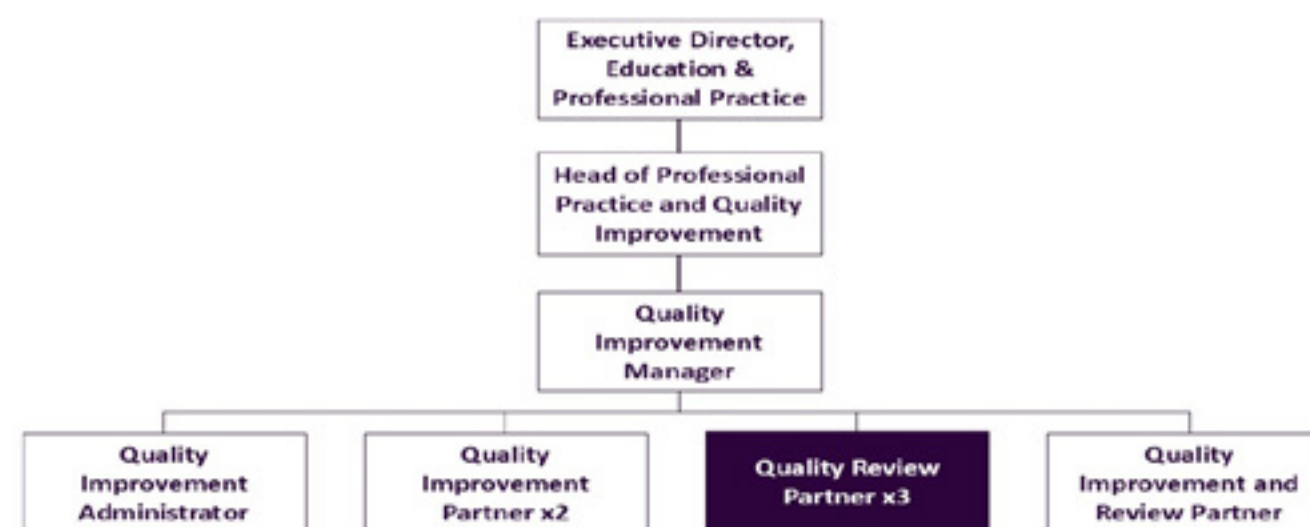 Executive Director,
Education &
Professional Practice
Head of Professional
Practice and Quality
Improvement
Quality
Improvement
Manager
Quality
Improvement
Administrator
Quality
Improvement
Partner x2
Quality Review
Partner x3
Quality
Improvement and
Review Partner